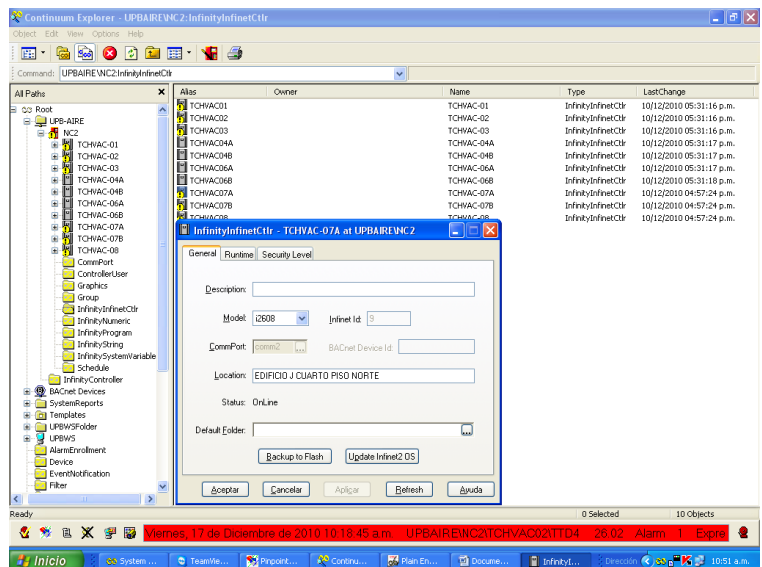 Continuum Explorer - UPBAIRE\NC2:InfinityInfinetCtlr
Object Edit View Options Help
Command: UPBAIRE\NC2:InfinityInfinetCtlr
All Paths
Root
UPB-AIRE
NC2
TCHVAC-01
TCHVAC-02
TCHVAC-03
TCHVAC-04A
TCHVAC-04B
TCHVAC-06A
TCHVAC-06B
TCHVAC-07A
TCHVAC-07B
TCHVAC-08
CommPort
ControllerUser
Graphics
Group
InfinityInfinetCtlr
InfinityNumeric
InfinityProgram
InfinityString
InfinitySystemVariable
Schedule
InfinityController
BACnet Devices
SystemReports
Templates
UPBWSFolder
UPBWS
AlarmEnrollment
Device
EventNotification
Filter
Alias Owner Name Type LastChange
TCHVAC01 TCHVAC-01 InfinityInfinetCtlr 10/12/2010 05:31:16 p.m.
TCHVAC02 TCHVAC-02 InfinityInfinetCtlr 10/12/2010 05:31:16 p.m.
TCHVAC03 TCHVAC-03 InfinityInfinetCtlr 10/12/2010 05:31:16 p.m.
TCHVAC04A TCHVAC-04A InfinityInfinetCtlr 10/12/2010 05:31:17 p.m.
TCHVAC04B TCHVAC-04B InfinityInfinetCtlr 10/12/2010 05:31:17 p.m.
TCHVAC06A TCHVAC-06A InfinityInfinetCtlr 10/12/2010 05:31:17 p.m.
TCHVAC06B TCHVAC-06B InfinityInfinetCtlr 10/12/2010 05:31:18 p.m.
TCHVAC07A TCHVAC-07A InfinityInfinetCtlr 10/12/2010 04:57:24 p.m.
TCHVAC07B TCHVAC-07B InfinityInfinetCtlr 10/12/2010 04:57:24 p.m.
TCHVAC08 TCHVAC-08 InfinityInfinetCtlr 10/12/2010 04:57:24 p.m.
InfinityInfinetCtlr - TCHVAC-07A at UPBAIRE\NC2
General Runtime Security Level
Description:
Model: i2608 Infinet Id: 9
CommPort: comm2 ... BACnet Device Id:
Location: EDIFICIO J CUARTO PISO NORTE
Status: OnLine
Default Folder: ...
Backup to Flash Update Infinet2 OS
Aceptar Cancelar Aplicar Refresh Ayuda
Ready 0 Selected 10 Objects
Viernes, 17 de Diciembre de 2010 10:18:45 a.m. UPBAIRE\NC2\TCHVAC02\TTD4 26.02 Alarm 1 Expre
Inicio System ... TeamVie... Pinpoint... Continu... Plain En... Docume... InfinityI... Dirección 10:51 a.m.